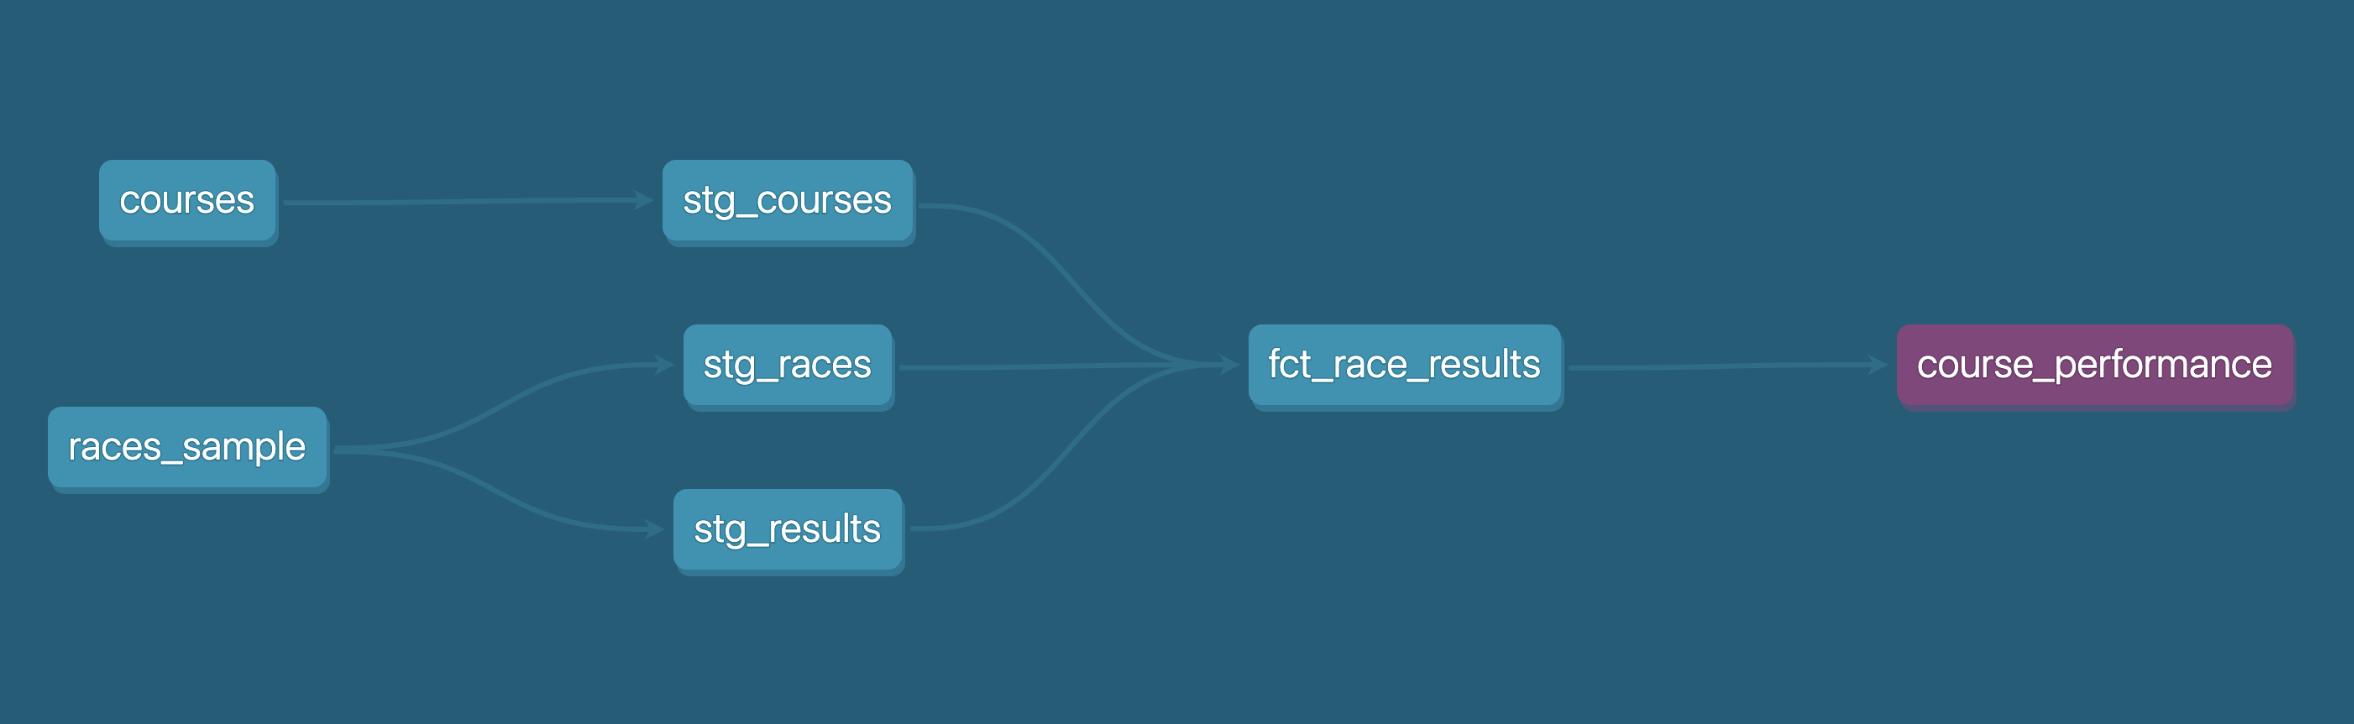 courses
stg_courses
stg_races
fct_race_results
course_performance
races_sample
stg_results